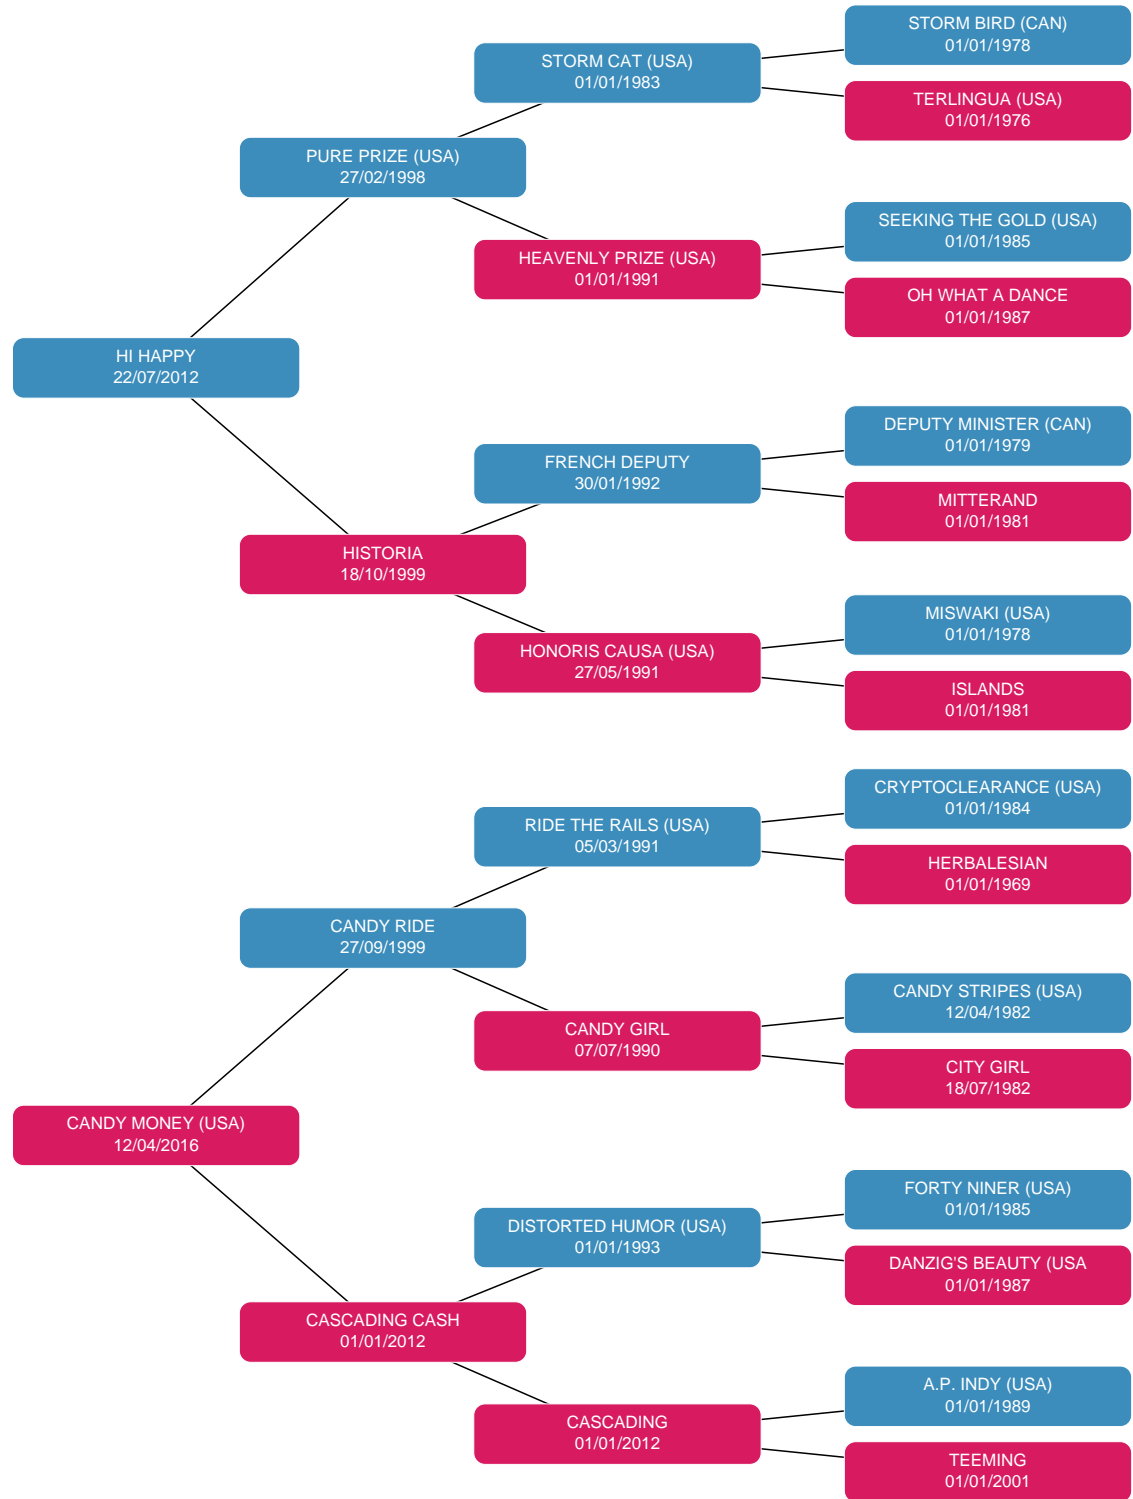 STORM BIRD (CAN)
01/01/1978
STORM CAT (USA)
01/01/1983
TERLINGUA (USA)
01/01/1976
PURE PRIZE (USA)
27/02/1998
SEEKING THE GOLD (USA)
01/01/1985
HEAVENLY PRIZE (USA)
01/01/1991
OH WHAT A DANCE
01/01/1987
HI HAPPY
22/07/2012
DEPUTY MINISTER (CAN)
01/01/1979
FRENCH DEPUTY
30/01/1992
MITTERAND
01/01/1981
HISTORIA
18/10/1999
MISWAKI (USA)
01/01/1978
HONORIS CAUSA (USA)
27/05/1991
ISLANDS
01/01/1981
CRYPTOCLEARANCE (USA)
01/01/1984
RIDE THE RAILS (USA)
05/03/1991
HERBALESIAN
01/01/1969
CANDY RIDE
27/09/1999
CANDY STRIPES (USA)
12/04/1982
CANDY GIRL
07/07/1990
CITY GIRL
18/07/1982
CANDY MONEY (USA)
12/04/2016
FORTY NINER (USA)
01/01/1985
DISTORTED HUMOR (USA)
01/01/1993
DANZIG'S BEAUTY (USA
01/01/1987
CASCADING CASH
01/01/2012
A.P. INDY (USA)
01/01/1989
CASCADING
01/01/2012
TEEMING
01/01/2001